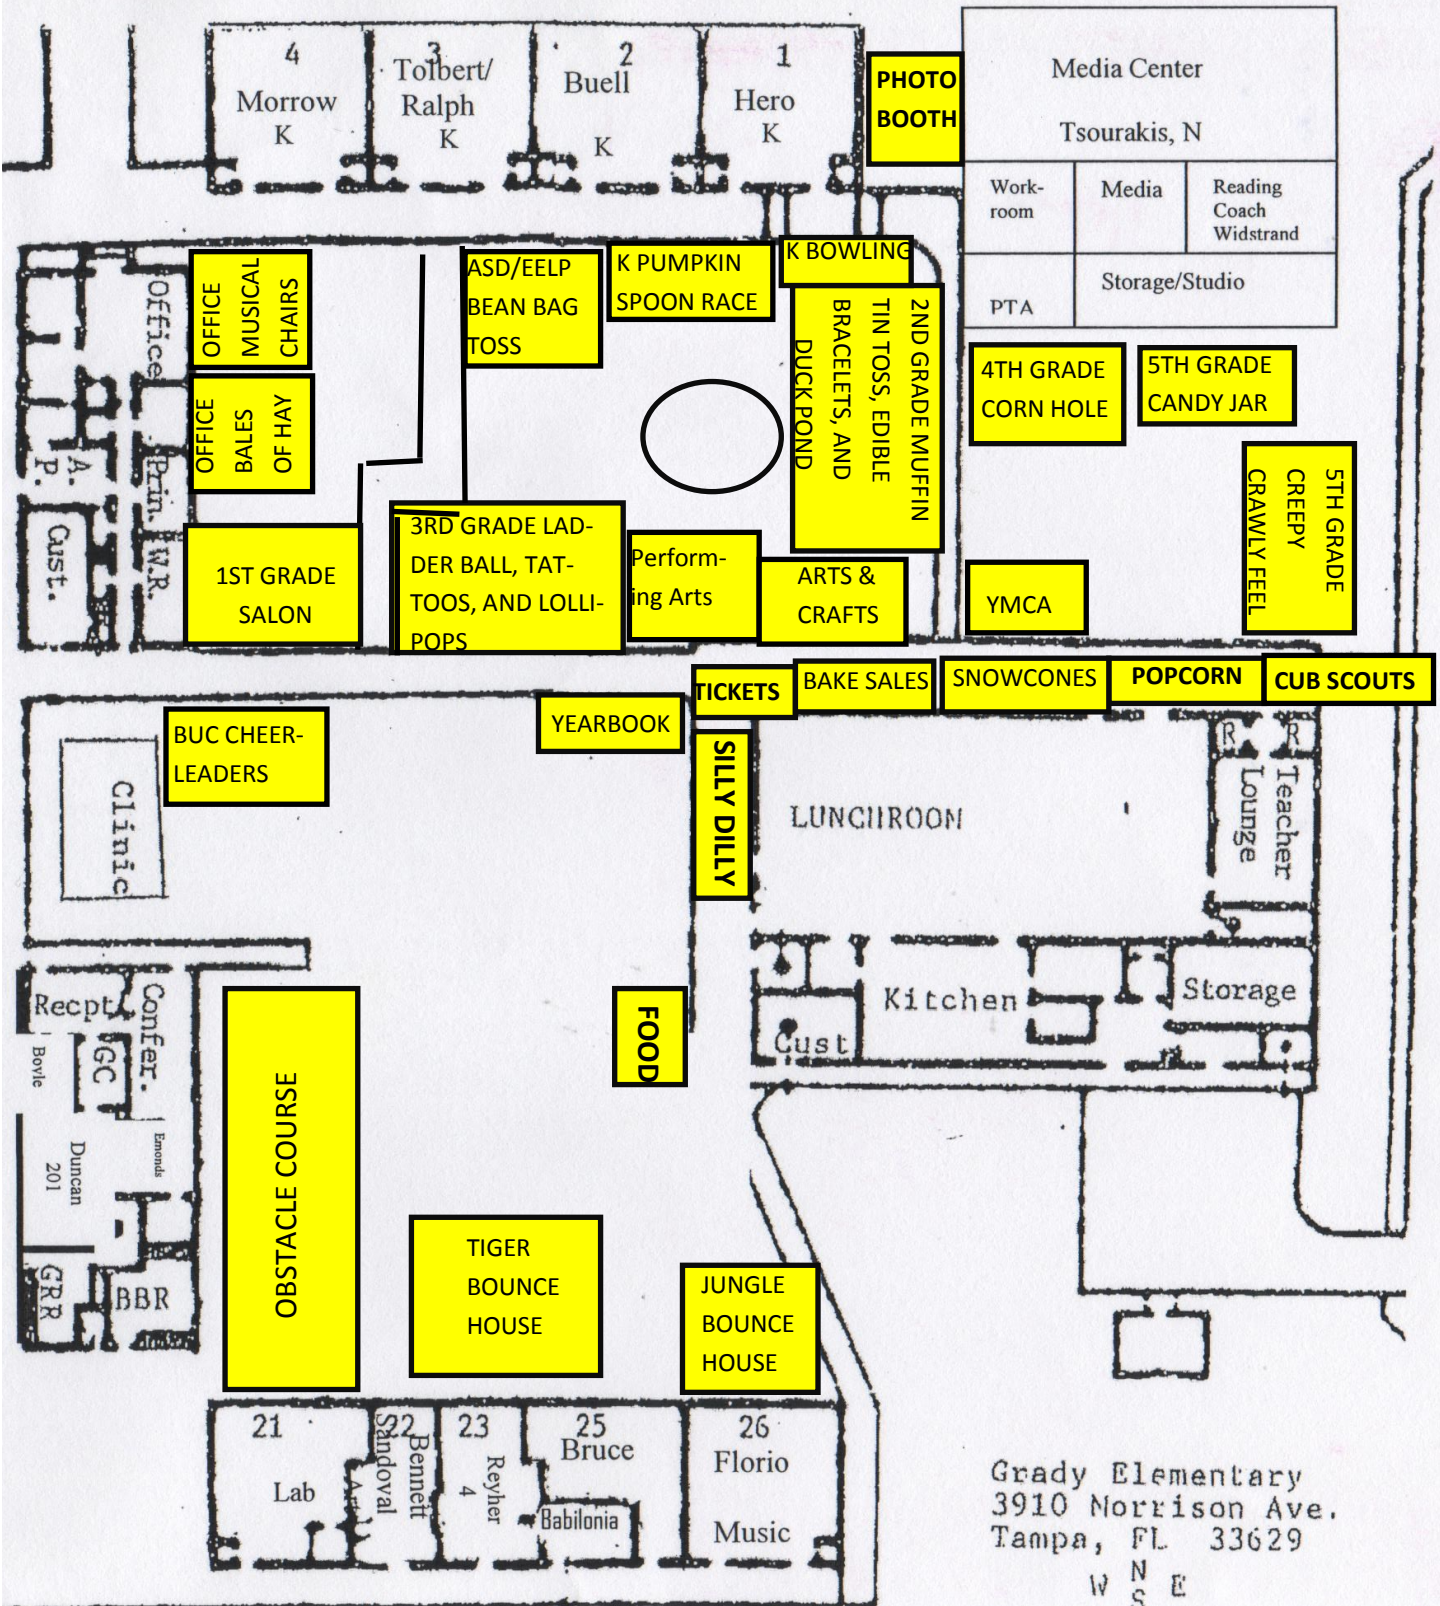 4
Morrow
K
3
Tolbert/
Ralph
K
2
Buell
K
1
Hero
K
PHOTO
BOOTH
Media Center
Tsourakis, N
Work-
room
Media
Reading
Coach
Widstrand
PTA
Storage/Studio
Office
Prin.
W.R.
A.
P.
Cust.
OFFICE
MUSICAL
CHAIRS
OFFICE
BALES
OF HAY
ASD/EELP
BEAN BAG
TOSS
K PUMPKIN
SPOON RACE
K BOWLING
2ND GRADE MUFFIN
TIN TOSS, EDIBLE
BRACELETS, AND
DUCK POND
4TH GRADE
CORN HOLE
5TH GRADE
CANDY JAR
5TH GRADE
CREEPY
CRAWLY FEEL
1ST GRADE
SALON
3RD GRADE LAD-
DER BALL, TAT-
TOOS, AND LOLLI-
POPS
Perform-
ing Arts
ARTS &
CRAFTS
YMCA
TICKETS
BAKE SALES
SNOWCONES
POPCORN
CUB SCOUTS
BUC CHEER-
LEADERS
YEARBOOK
SILLY DILLY
Clinic
LUNCHROOM
R R
Teacher
Lounge
Recpt
Confer.
GC
Boyle
Duncan
201
Emonds
GRR
BBR
FOOD
Cust
Kitchen
Storage
OBSTACLE COURSE
TIGER
BOUNCE
HOUSE
JUNGLE
BOUNCE
HOUSE
21
Lab
22
Bennett
Sandoval
Art
23
Reyher
4
25
Bruce
Babilonia
26
Florio
Music
Grady Elementary
3910 Morrison Ave.
Tampa, FL 33629
N
W E
S